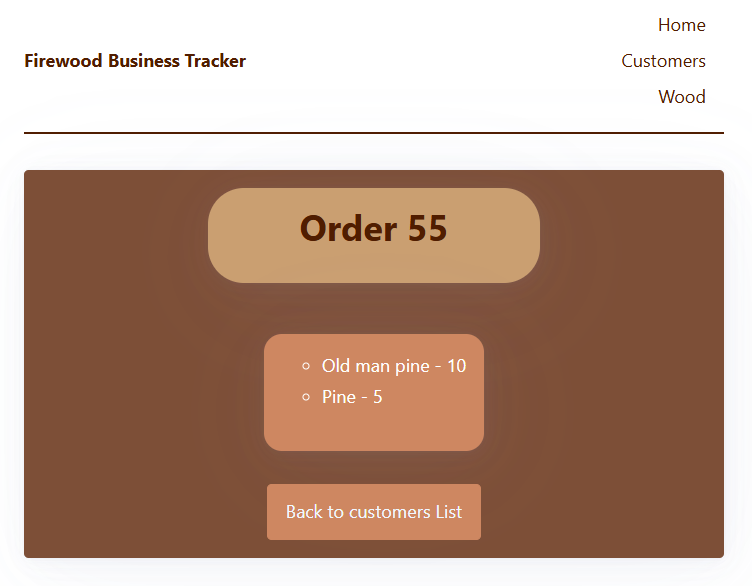 Home
Firewood Business Tracker
Customers
Wood
Order 55
Old man pine - 10
Pine - 5
Back to customers List